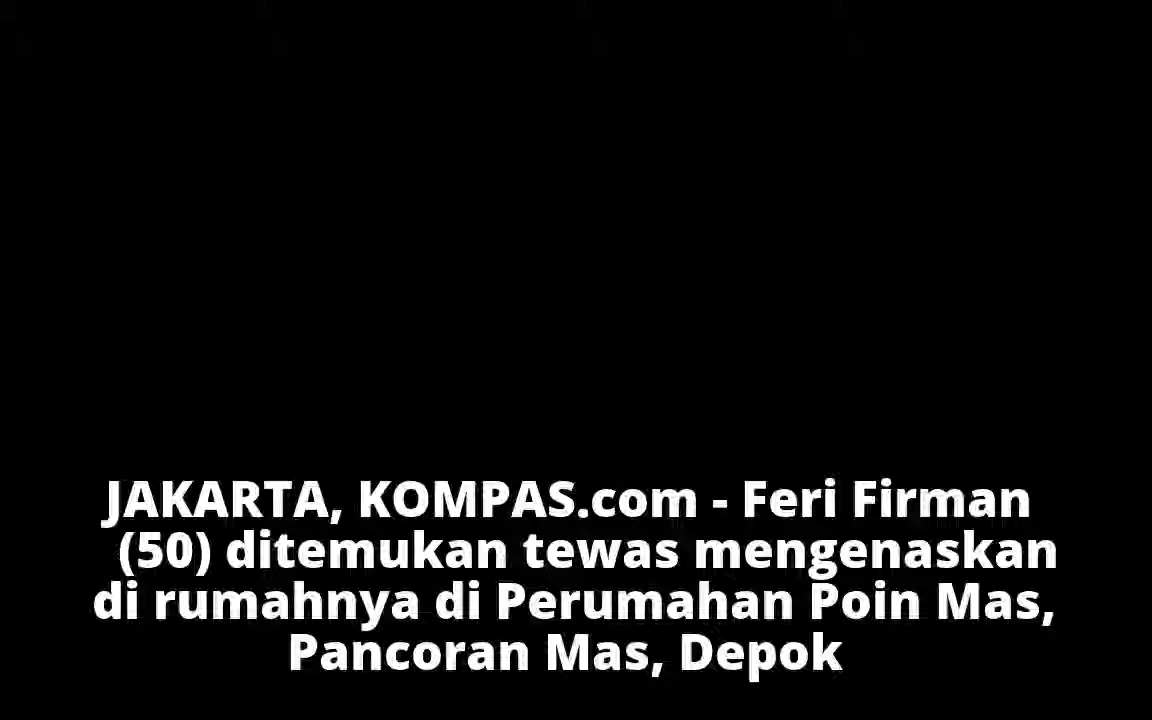 JAKARTA, KOMPAS.com - Feri Firman
(50) ditemukan tewas mengenaskan
di rumahnya di Perumahan Poin Mas,
Pancoran Mas, Depok